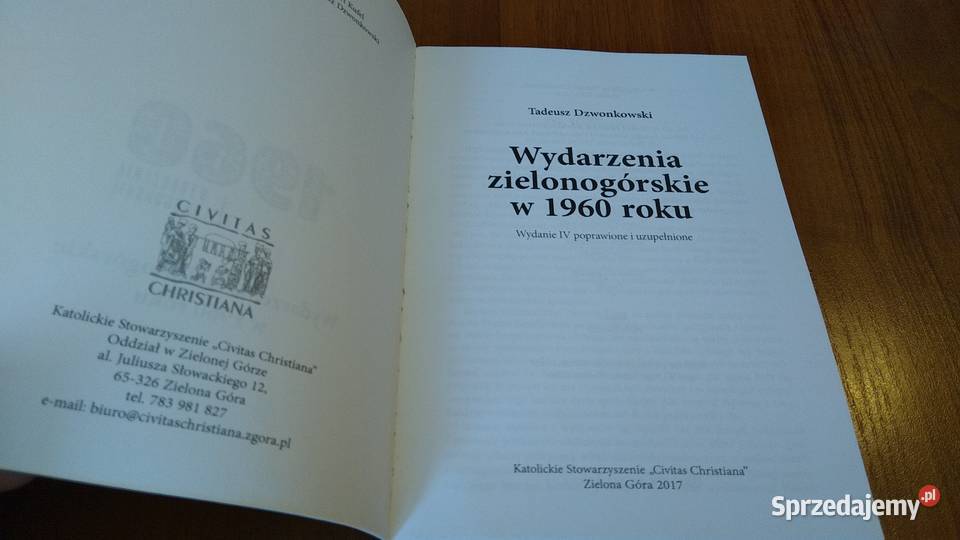 Kufel
Dzwonkowski
CIVITAS
CHRISTIANA
Katolickie Stowarzyszenie „Civitas Christiana"
Oddział w Zielonej Górze
al. Juliusza Słowackiego 12,
65-326 Zielona Góra
tel. 783 981 827
e-mail: biuro@civitaschristiana.zgora.pl
Tadeusz Dzwonkowski
Wydarzenia
zielonogórskie
w 1960 roku
Wydanie IV poprawione i uzupełnione
Katolickie Stowarzyszenie „Civitas Christiana"
Zielona Góra 2017
Sprzedajemy.pl